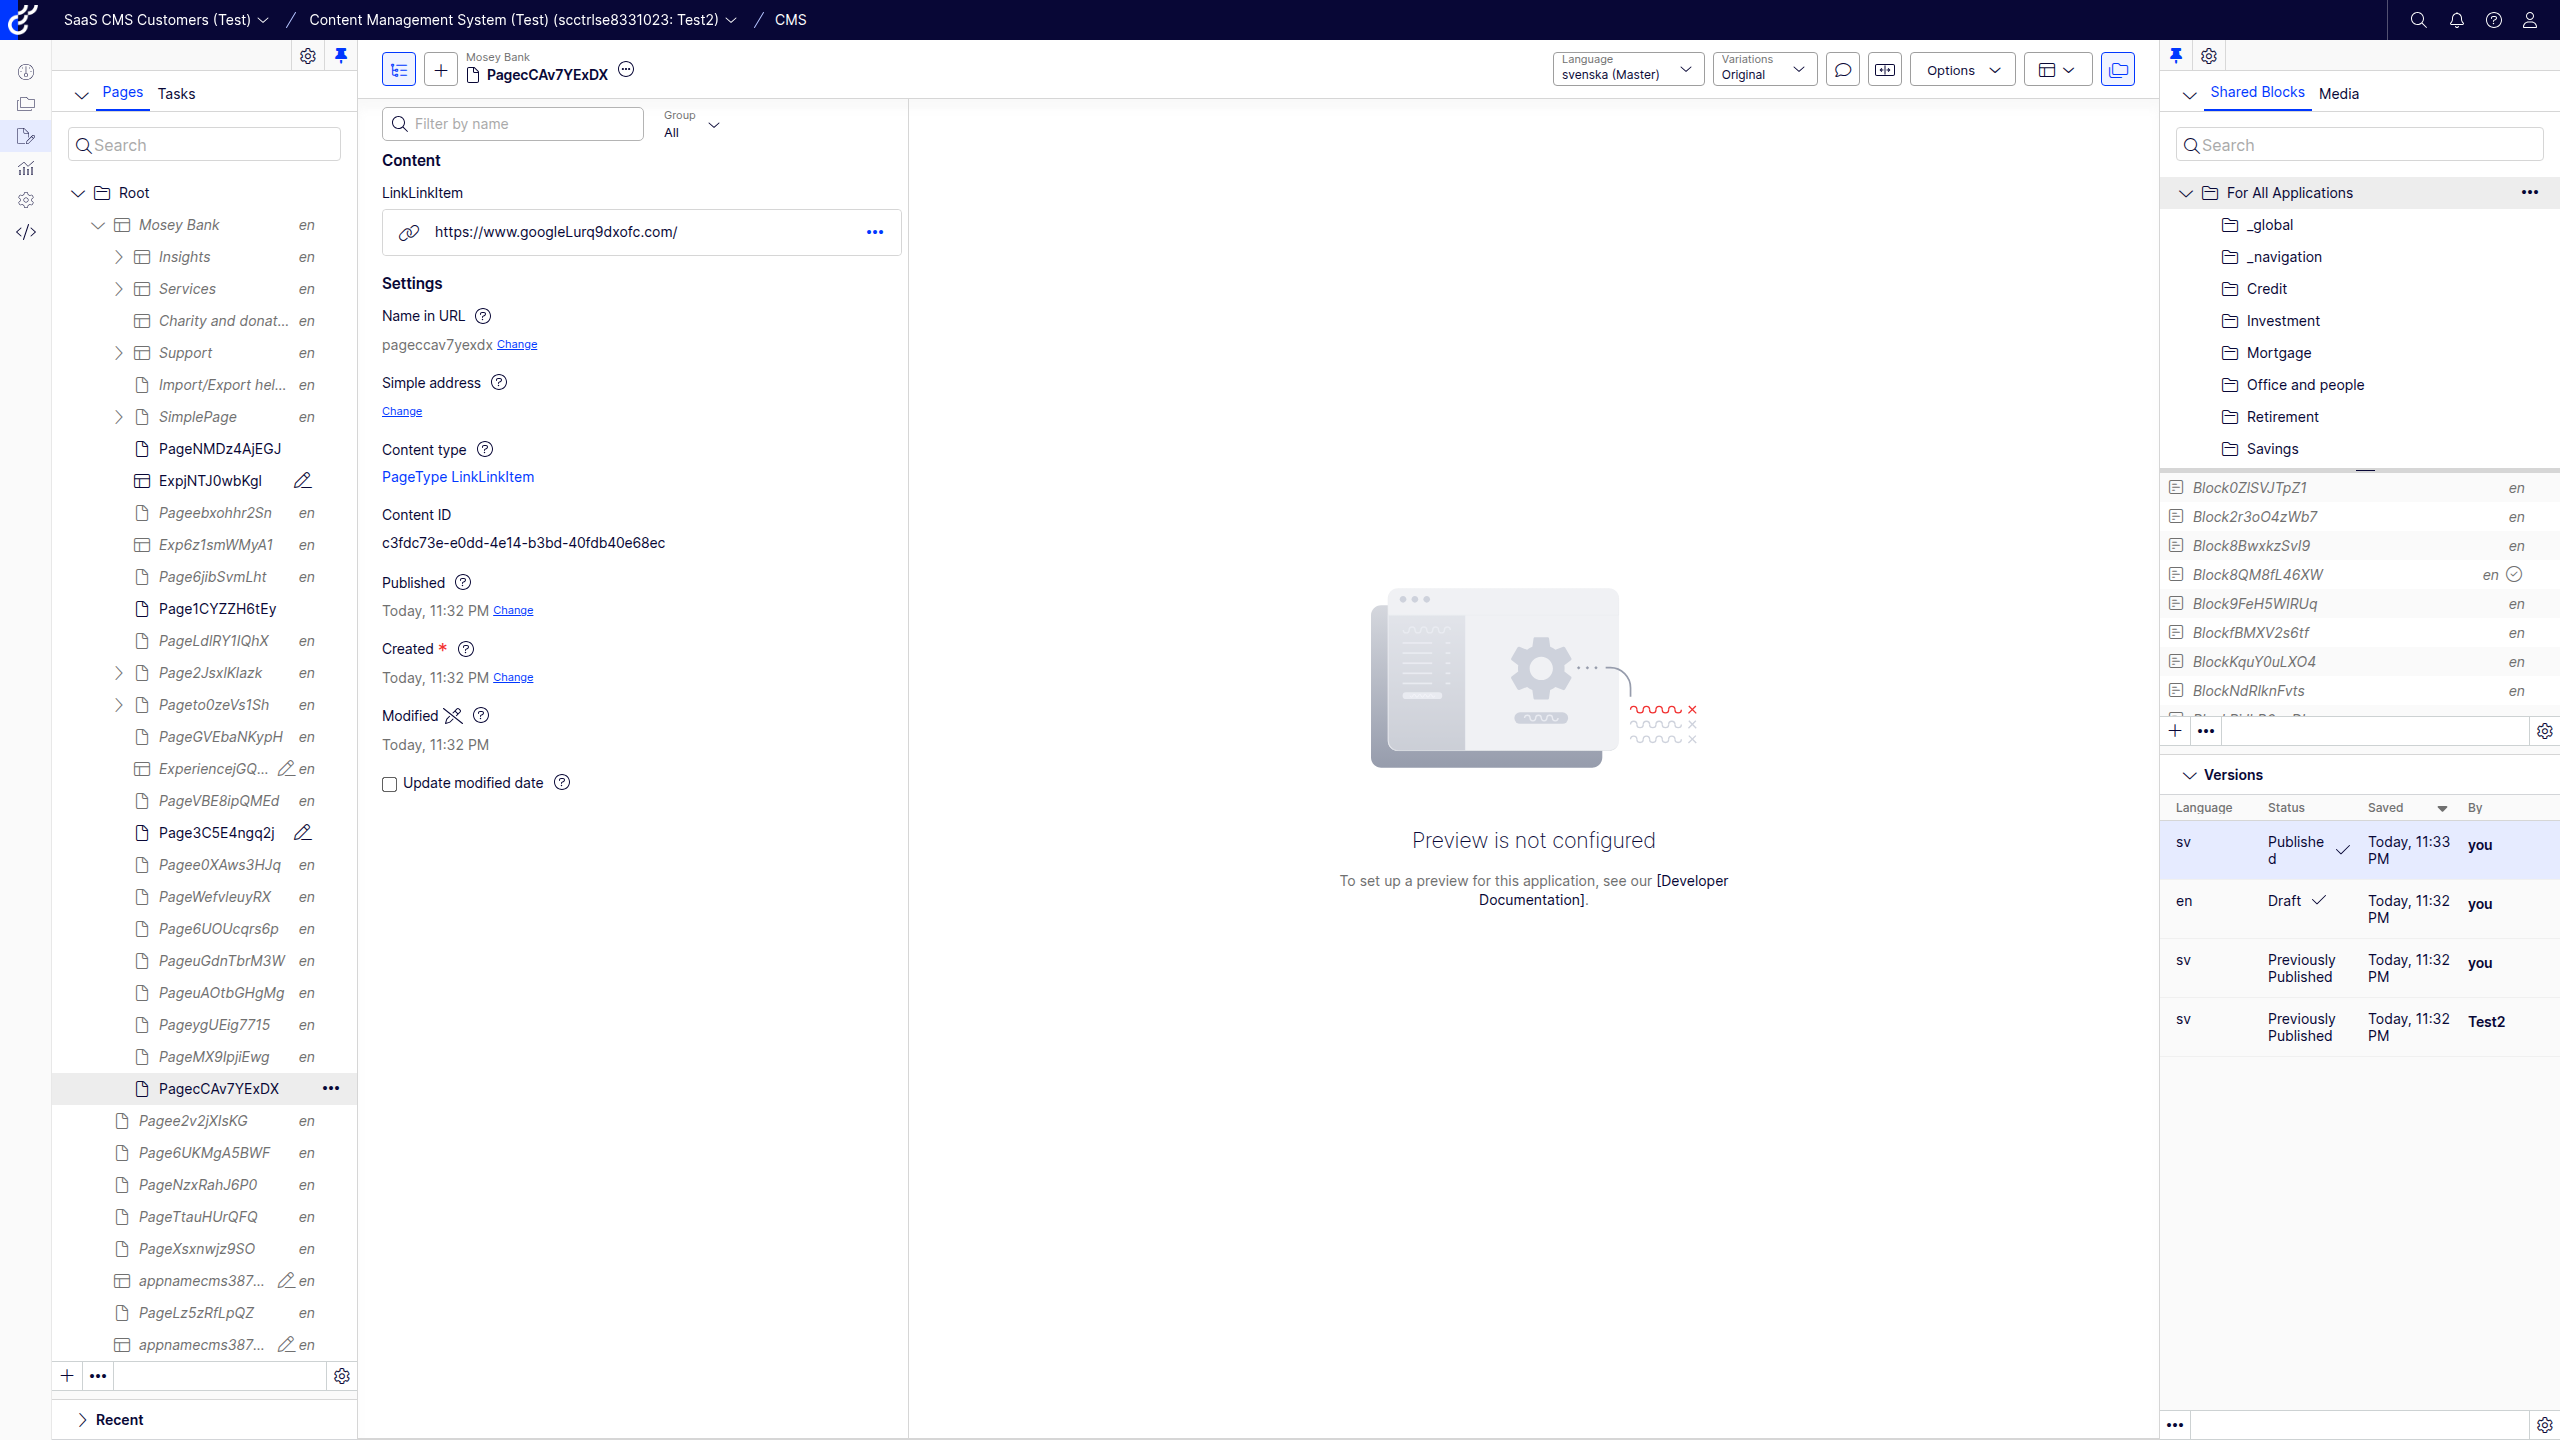 SaaS CMS Customers (Test) / Content Management System (Test) (scctrlse8331023: Test2) / CMS
Pages Tasks
Search
Root
Mosey Bank en
Insights en
Services en
Charity and donat... en
Support en
Import/Export hel... en
SimplePage en
PageNMDz4AjEGJ
ExpjNTJ0wbKgl
Pageebxohhr2Sn en
Exp6z1smWMyA1 en
Page6jibSvmLht en
Page1CYZZH6tEy
PageLdlRY1IQhX en
Page2JsxlKlazk en
Pageto0zeVs1Sh en
PageGVEbaNKypH en
ExperiencejGQ... en
PageVBE8ipQMEd en
Page3C5E4ngq2j
Pagee0XAws3HJq en
PageWefvleuyRX en
Page6UOUcqrs6p en
PageuGdnTbrM3W en
PageuAOtbGHgMg en
PageygUEig7715 en
PageMX9lpjiEwg en
PagecCAv7YExDX
Pagee2v2jXlsKG en
Page6UKMgA5BWF en
PageNzxRahJ6P0 en
PageTtauHUrQFQ en
PageXsxnwjz9SO en
appnamecms387... en
PageLz5zRfLpQZ en
appnamecms387... en
Recent
Mosey Bank
PagecCAv7YExDX
Language
svenska (Master)
Variations
Original
Options
Filter by name
Group
All
Content
LinkLinkItem
https://www.googleLurq9dxofc.com/
Settings
Name in URL
pageccav7yexdx Change
Simple address
Change
Content type
PageType LinkLinkItem
Content ID
c3fdc73e-e0dd-4e14-b3bd-40fdb40e68ec
Published
Today, 11:32 PM Change
Created *
Today, 11:32 PM Change
Modified
Today, 11:32 PM
Update modified date
Preview is not configured
To set up a preview for this application, see our [Developer
Documentation].
Shared Blocks Media
Search
For All Applications
_global
_navigation
Credit
Investment
Mortgage
Office and people
Retirement
Savings
Block0ZlSVJTpZ1 en
Block2r3oO4zWb7 en
Block8BwxkzSvl9 en
Block8QM8fL46XW en
Block9FeH5WlRUq en
BlockfBMXV2s6tf en
BlockKquY0uLXO4 en
BlockNdRlknFvts en
Versions
Language Status Saved By
sv Publishe Today, 11:33 you
d PM
en Draft Today, 11:32 you
PM
sv Previously Today, 11:32 you
Published PM
sv Previously Today, 11:32 Test2
Published PM